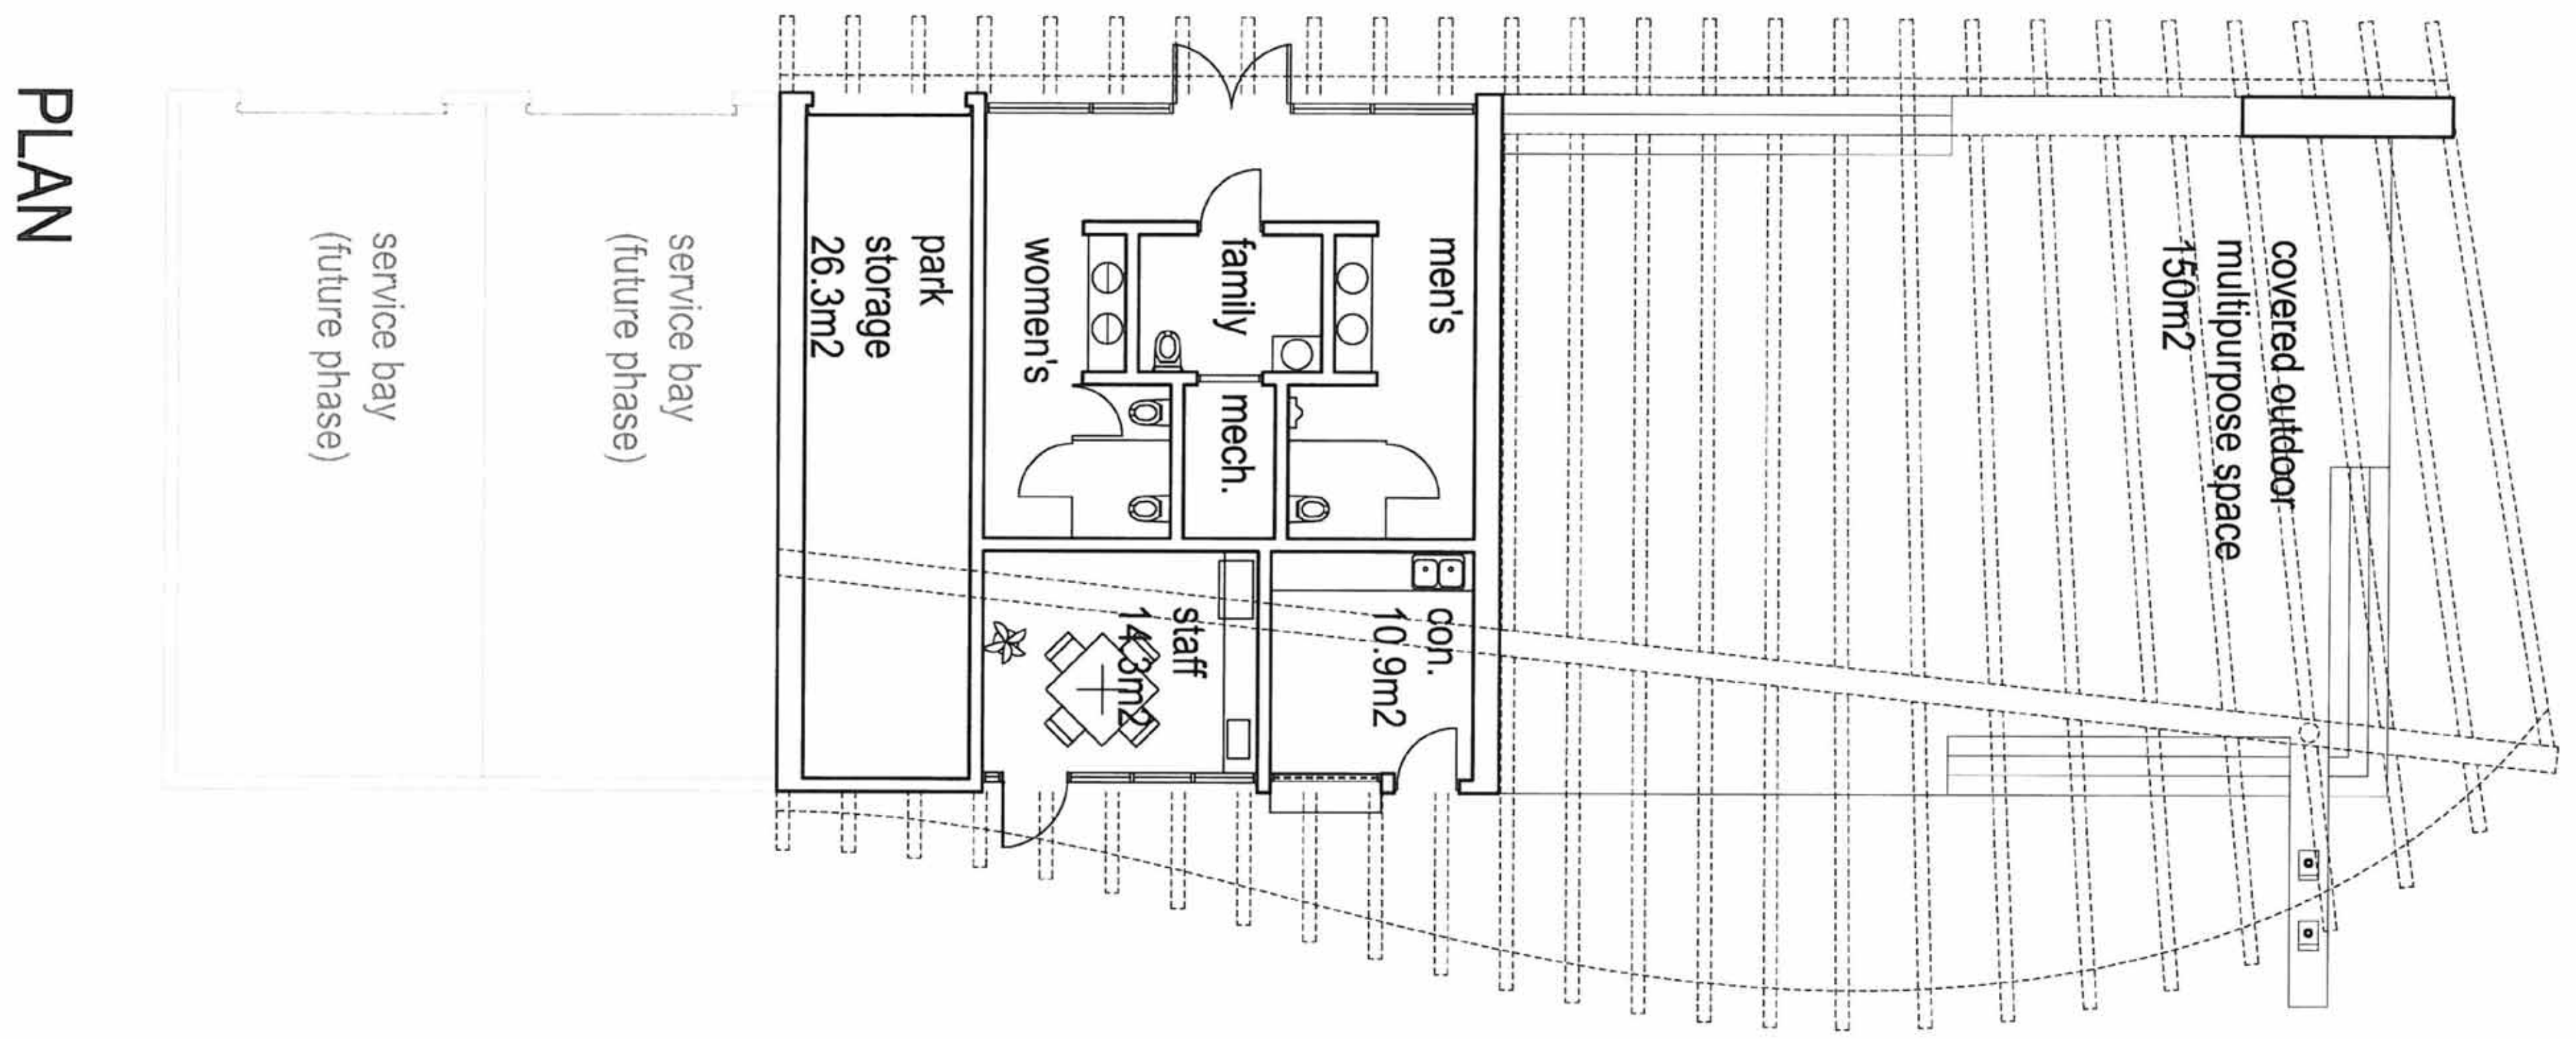 PLAN
service bay
(future phase)
service bay
(future phase)
park
storage
26.3m2
women's
family
men's
mech.
staff
14.3m2
con.
10.9m2
covered outdoor
multipurpose space
150m2